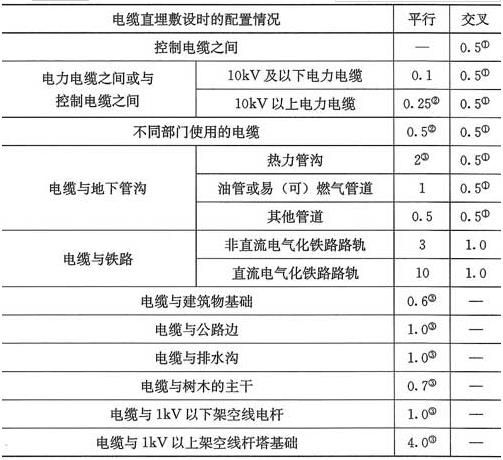 电缆直埋敷设时的配置情况 平行 交叉
控制电缆之间 — 0.5①
电力电缆之间或与控制电缆之间 10kV 及以下电力电缆 0.1 0.5①
10kV 以上电力电缆 0.25② 0.5①
不同部门使用的电缆 0.5② 0.5①
电缆与地下管沟 热力管沟 2③ 0.5①
油管或易（可）燃气管道 1 0.5①
其他管道 0.5 0.5①
电缆与铁路 非直流电气化铁路路轨 3 1.0
直流电气化铁路路轨 10 1.0
电缆与建筑物基础 0.6③ —
电缆与公路边 1.0③ —
电缆与排水沟 1.0③ —
电缆与树木的主干 0.7③ —
电缆与 1kV 以下架空线电杆 1.0③ —
电缆与 1kV 以上架空线杆塔基础 4.0③ —